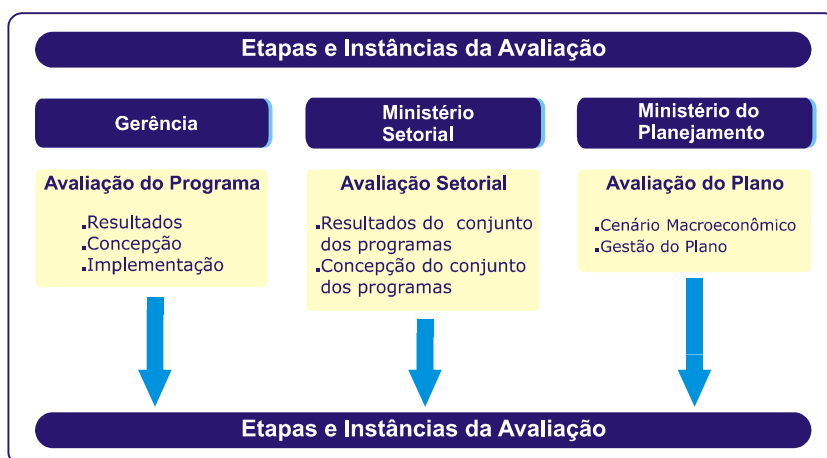 Etapas e Instâncias da Avaliação
Gerência
Ministério
Setorial
Ministério do
Planejamento
Avaliação do Programa
.Resultados
.Concepção
.Implementação
Avaliação Setorial
.Resultados do conjunto
dos programas
.Concepção do conjunto
dos programas
Avaliação do Plano
.Cenário Macroeconômico
.Gestão do Plano
Etapas e Instâncias da Avaliação